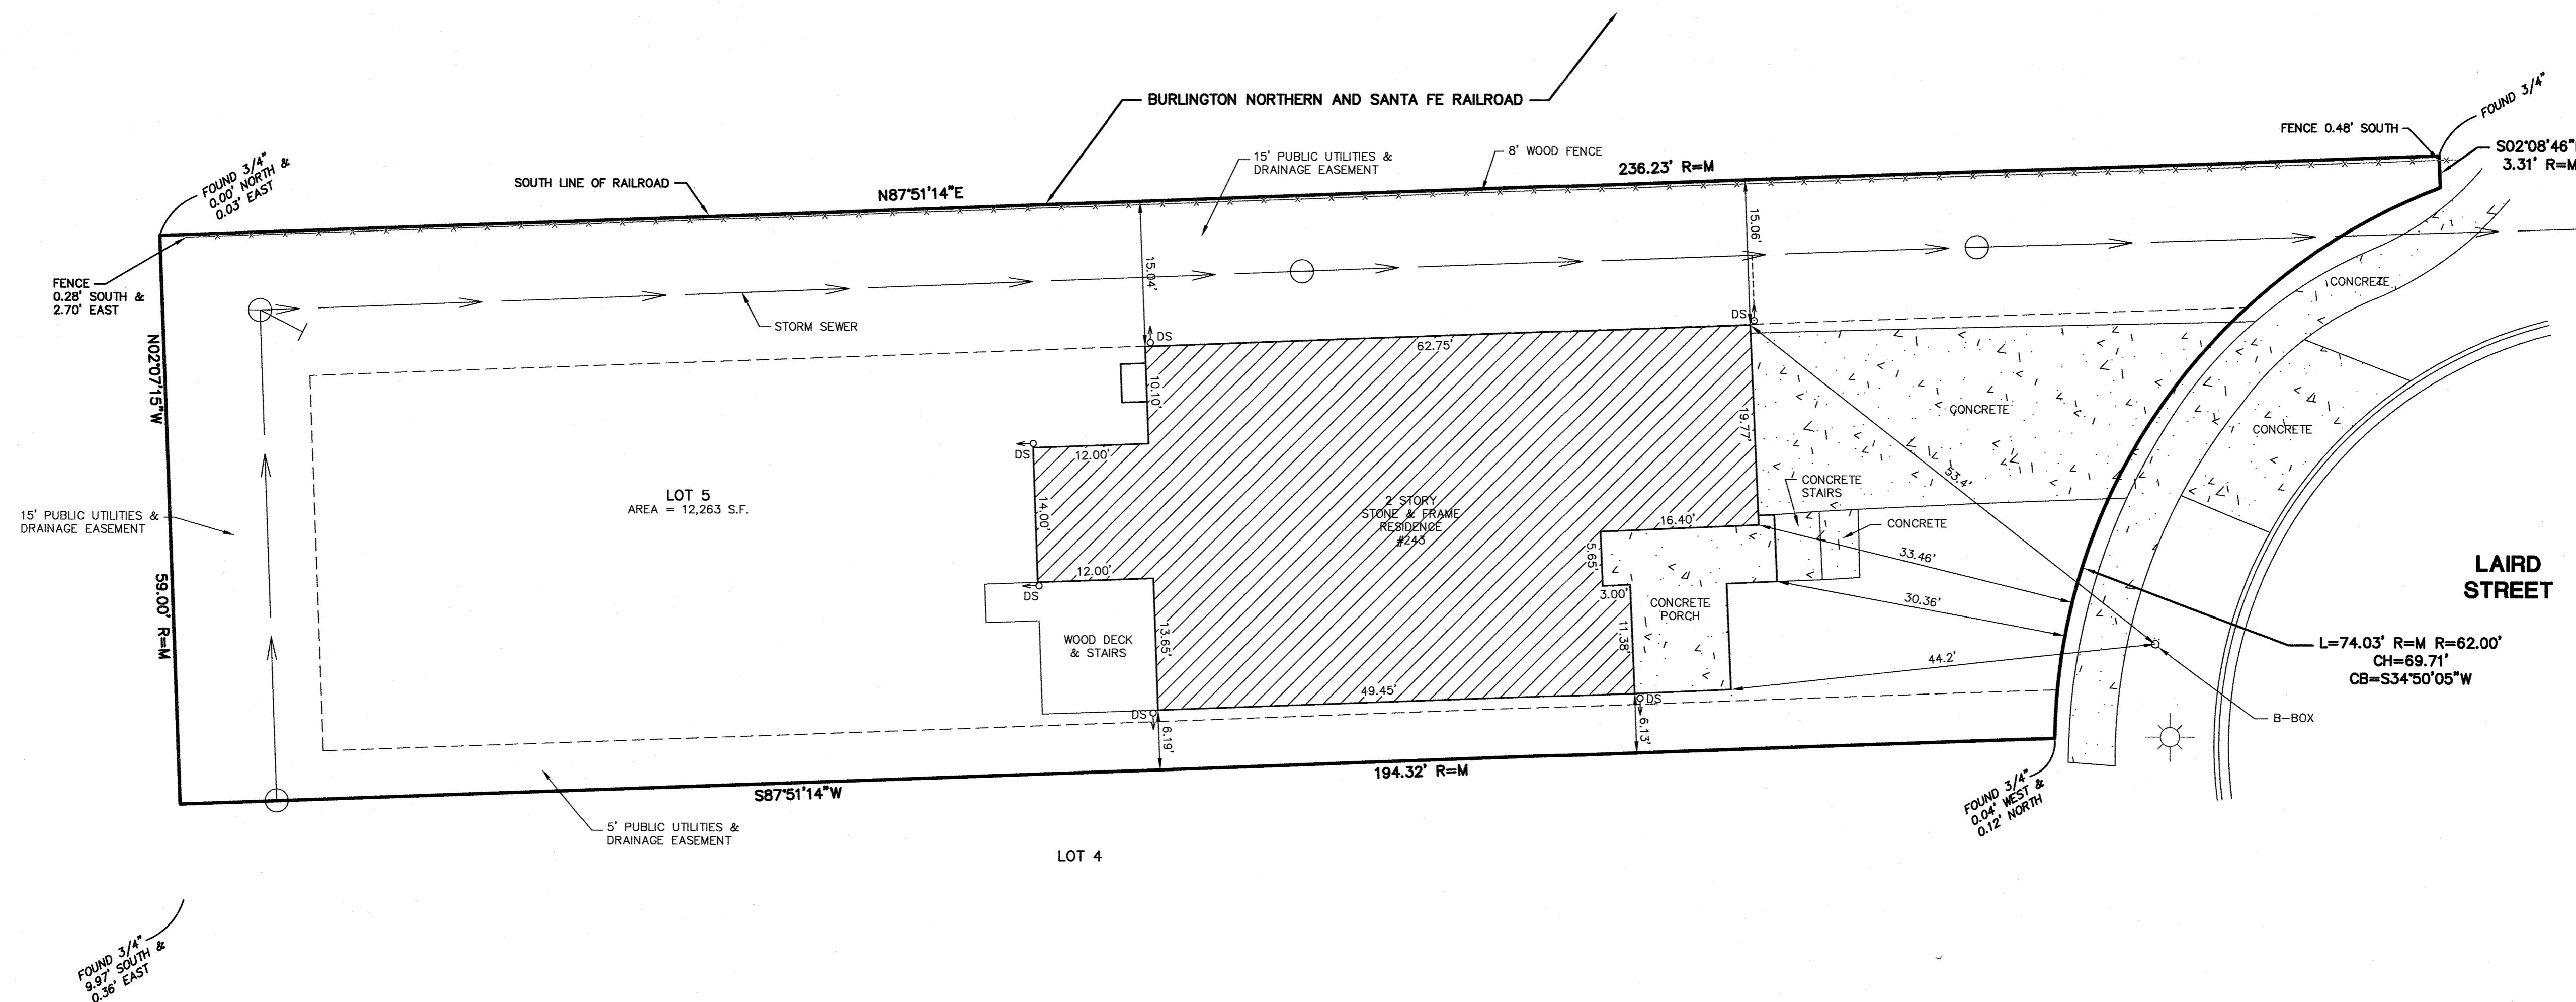 BURLINGTON NORTHERN AND SANTA FE RAILROAD
FOUND 3/4"
FENCE 0.48' SOUTH
S02°08'46"
3.31' R=M
8' WOOD FENCE
15' PUBLIC UTILITIES &
DRAINAGE EASEMENT
236.23' R=M
FOUND 3/4"
0.00' NORTH &
0.03' EAST
SOUTH LINE OF RAILROAD
N87°51'14"E
FENCE
0.28' SOUTH &
2.70' EAST
15.04'
15.06'
STORM SEWER
CONCRETE
DS
DS
62.75'
N02°07'15"W
10.10'
19.77'
CONCRETE
CONCRETE
DS
12.00'
53.4'
LOT 5
AREA = 12,263 S.F.
14.00'
2 STORY
STONE & FRAME
RESIDENCE
#243
CONCRETE
STAIRS
16.40'
CONCRETE
15' PUBLIC UTILITIES &
DRAINAGE EASEMENT
5.65'
33.46'
12.00'
DS
3.00'
CONCRETE
PORCH
30.36'
LAIRD
STREET
59.00' R=M
WOOD DECK
& STAIRS
13.65'
11.38'
44.2'
L=74.03' R=M R=62.00'
CH=69.71'
CB=S34°50'05"W
49.45'
DS
DS
6.19'
6.13'
B-BOX
194.32' R=M
S87°51'14"W
FOUND 3/4"
0.04' WEST &
0.12' NORTH
5' PUBLIC UTILITIES &
DRAINAGE EASEMENT
LOT 4
FOUND 3/4"
9.97' SOUTH &
0.36' EAST